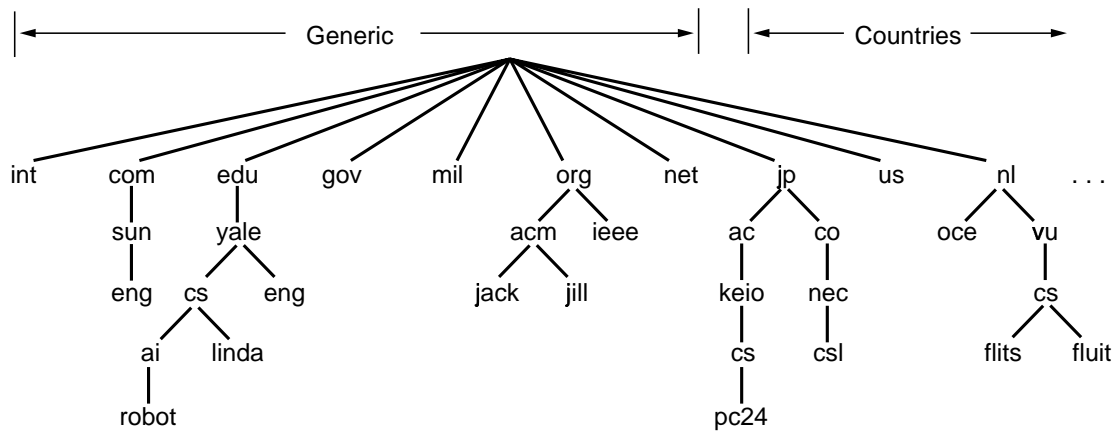 Generic Countries
int com edu gov mil org net jp us nl . . .
sun yale acm ieee ac co oce vu
eng cs eng jack jill keio nec cs
ai linda cs csl flits fluit
robot pc24